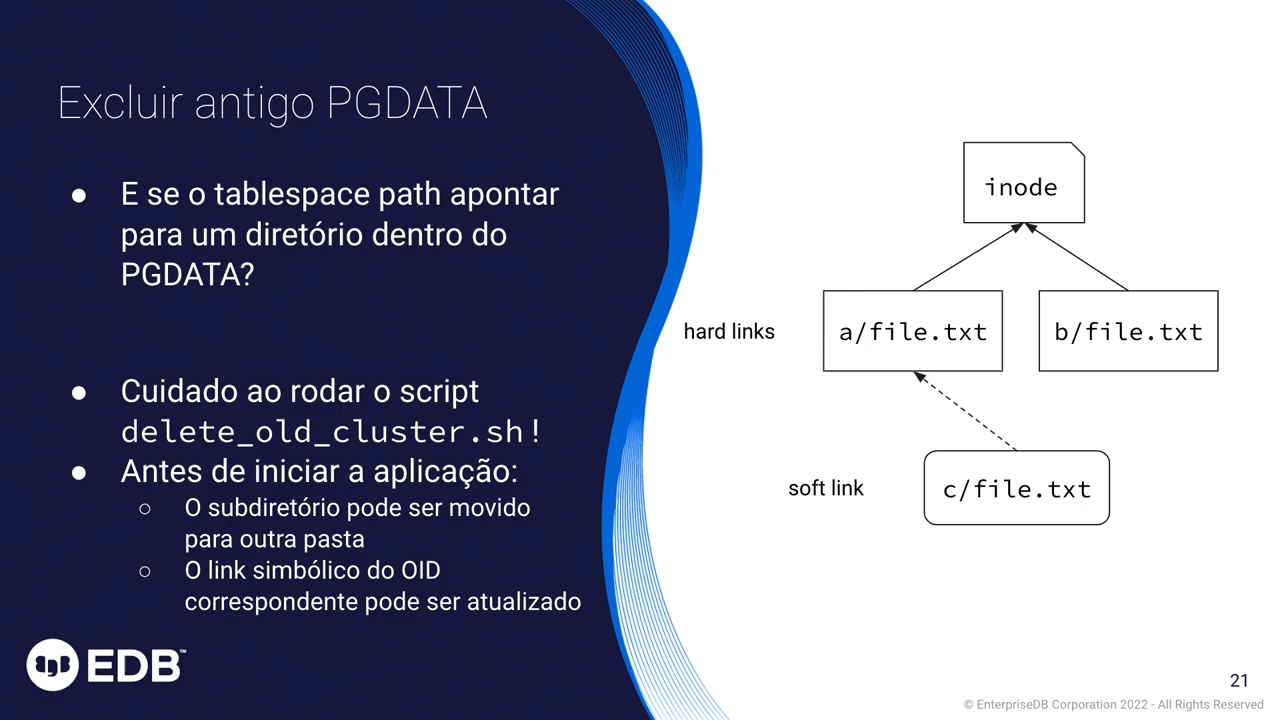 Excluir antigo PGDATA
● E se o tablespace path apontar
para um diretório dentro do
PGDATA?
● Cuidado ao rodar o script
delete_old_cluster.sh!
● Antes de iniciar a aplicação:
○ O subdiretório pode ser movido
para outra pasta
○ O link simbólico do OID
correspondente pode ser atualizado
EDB™
inode
hard links
a/file.txt
b/file.txt
soft link
c/file.txt
21
© EnterpriseDB Corporation 2022 - All Rights Reserved